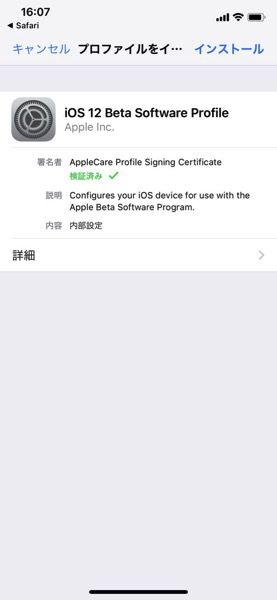 16:07
◀ Safari
キャンセル プロファイルをイ… インストール
iOS 12 Beta Software Profile
Apple Inc.
署名者 AppleCare Profile Signing Certificate
検証済み ✓
説明 Configures your iOS device for use with the
Apple Beta Software Program.
内容 内部設定
詳細